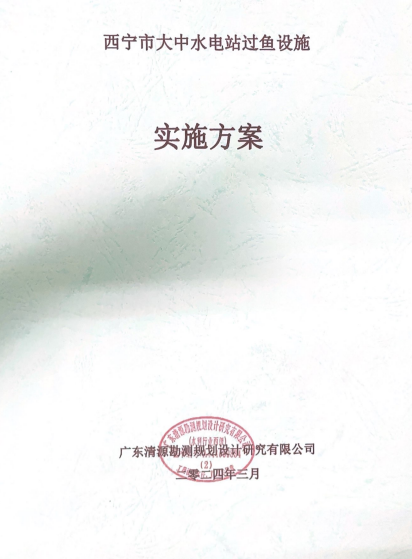 西宁市大中水电站过鱼设施
实施方案
广东清源勘测规划设计研究有限公司
(2)
二零二四年三月